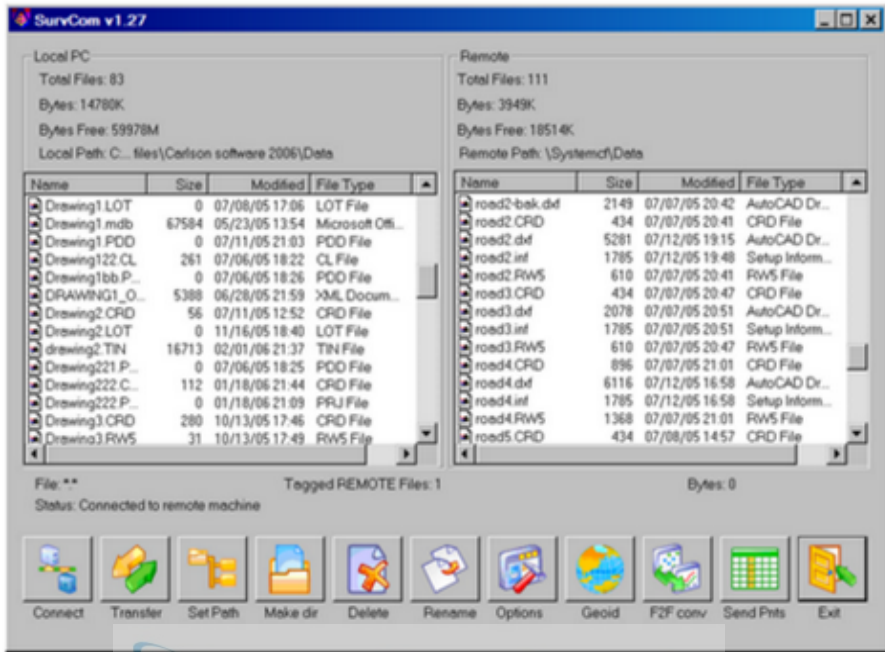 SurvCom v1.27
Local PC
Total Files: 83
Bytes: 14780K
Bytes Free: 59978M
Local Path: C:... files\Carlson software 2006\Data
Name Size Modified File Type
Drawing1.LOT 0 07/08/05 17:06 LOT File
Drawing1.mdb 67584 05/23/05 13:54 Microsoft Offi...
Drawing1.PDD 0 07/11/05 21:03 PDD File
Drawing122.CL 261 07/06/05 18:22 CL File
Drawing1bb.P... 0 07/06/05 18:26 PDD File
DRAWING1_O... 5388 06/28/05 21:59 XML Docum...
Drawing2.CRD 56 07/11/05 12:52 CRD File
Drawing2.LOT 0 11/16/05 18:40 LOT File
drawing2.TIN 16713 02/01/06 21:37 TIN File
Drawing221.P... 0 07/06/05 18:25 PDD File
Drawing222.C... 112 01/18/06 21:44 CRD File
Drawing222.P... 0 01/18/06 21:09 PRJ File
Drawing3.CRD 280 10/13/05 17:46 CRD File
Drawing3.RW5 31 10/13/05 17:49 RW5 File
Remote
Total Files: 111
Bytes: 3949K
Bytes Free: 18514K
Remote Path: \Systemcf\Data
Name Size Modified File Type
road2-bak.dxf 2149 07/07/05 20:42 AutoCAD Dr...
road2.CRD 434 07/07/05 20:41 CRD File
road2.dxf 5281 07/12/05 19:15 AutoCAD Dr...
road2.inf 1785 07/12/05 19:48 Setup Inform...
road2.RW5 610 07/07/05 20:41 RW5 File
road3.CRD 434 07/07/05 20:47 CRD File
road3.dxf 2078 07/07/05 20:51 AutoCAD Dr...
road3.inf 1785 07/07/05 20:51 Setup Inform...
road3.RW5 610 07/07/05 20:47 RW5 File
road4.CRD 896 07/07/05 21:01 CRD File
road4.dxf 6116 07/12/05 16:58 AutoCAD Dr...
road4.inf 1785 07/12/05 16:58 Setup Inform...
road4.RW5 1368 07/07/05 21:01 RW5 File
road5.CRD 434 07/08/05 14:57 CRD File
File: *.* Tagged REMOTE Files: 1 Bytes: 0
Status: Connected to remote machine
Connect Transfer Set Path Make dir Delete Rename Options Geoid F2F conv Send Pnts Exit